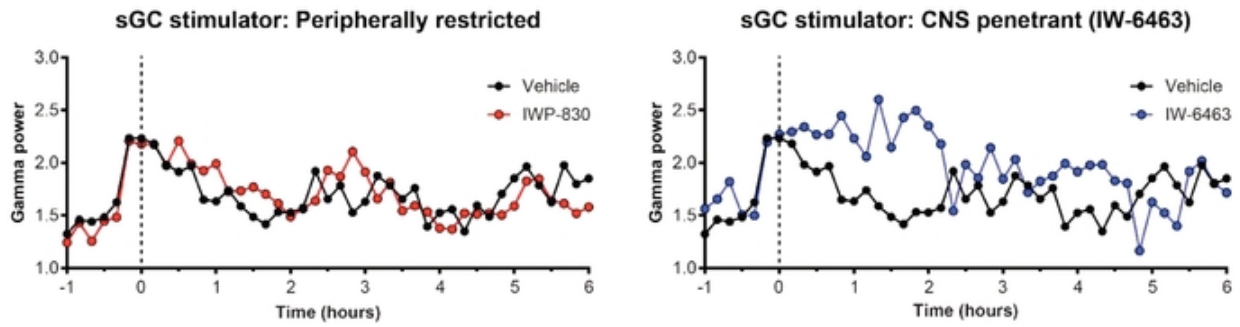 sGC stimulator: Peripherally restricted
3.0
2.5
2.0
1.5
1.0
Gamma power
Vehicle
IWP-830
-1 0 1 2 3 4 5 6
Time (hours)
sGC stimulator: CNS penetrant (IW-6463)
3.0
2.5
2.0
1.5
1.0
Gamma power
Vehicle
IW-6463
-1 0 1 2 3 4 5 6
Time (hours)